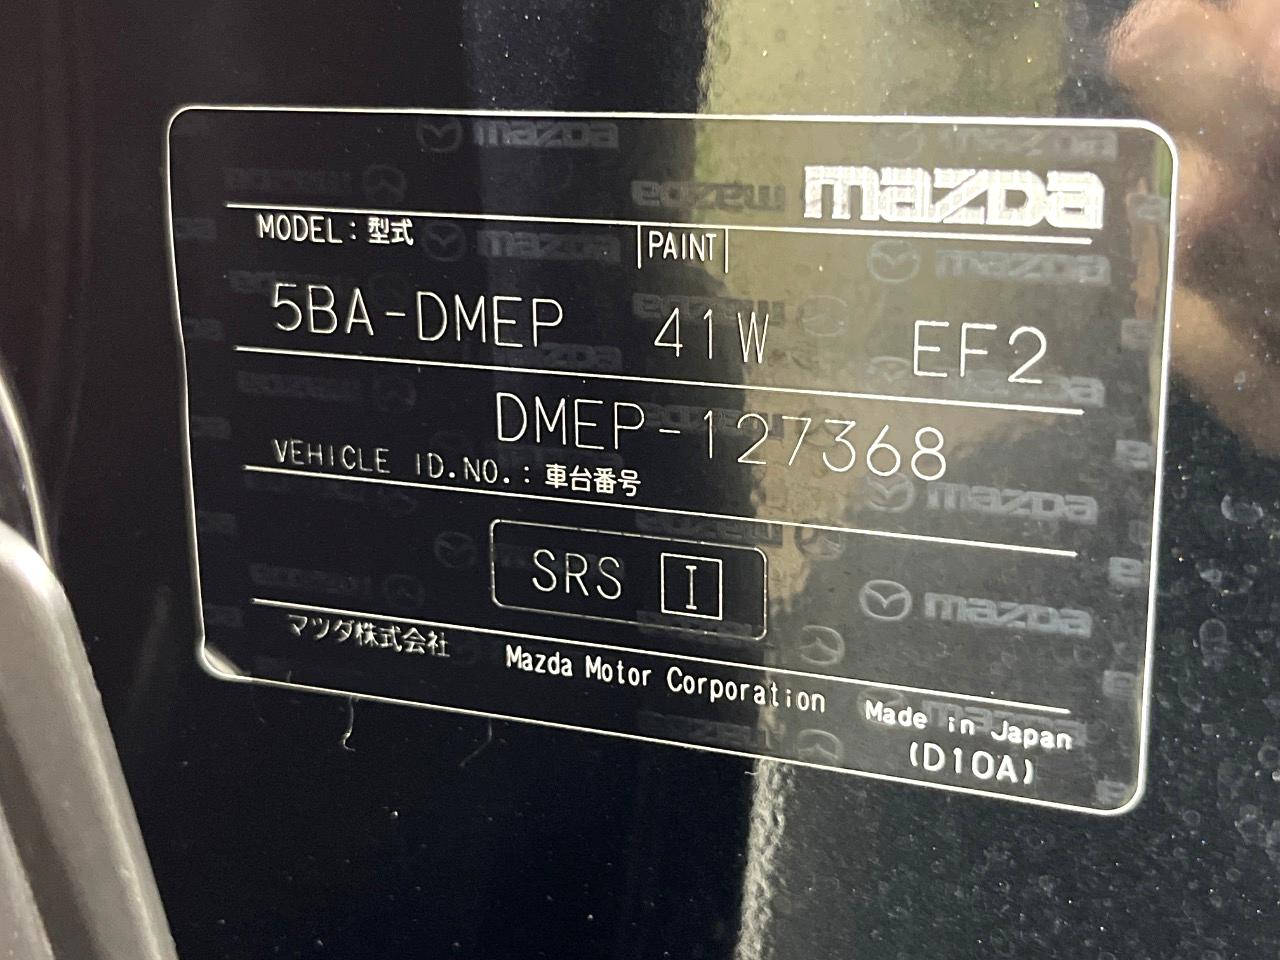 mazda
MODEL:型式 PAINT
5BA-DMEP 41W EF2
DMEP-127368
VEHICLE ID.NO.:車台番号
SRS I
マツダ株式会社 Mazda Motor Corporation Made in Japan
(D10A)